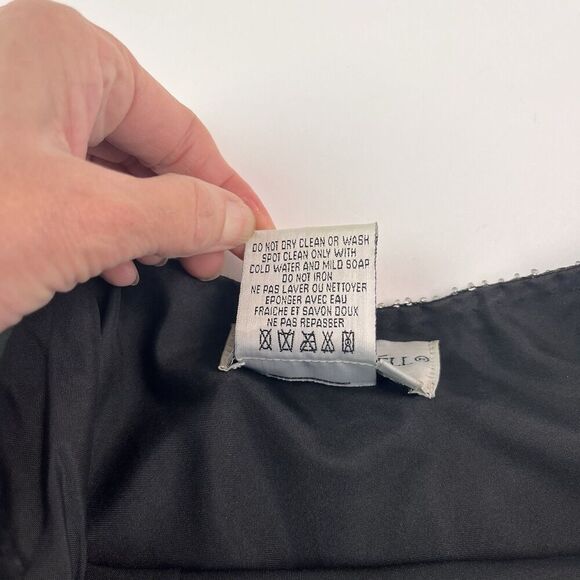 DO NOT DRY CLEAN OR WASH
SPOT CLEAN ONLY WITH
COLD WATER AND MILD SOAP
DO NOT IRON
NE PAS LAVER OU NETTOYER
EPONGER AVEC EAU
FRAICHE ET SAVON DOUX
NE PAS REPASSER